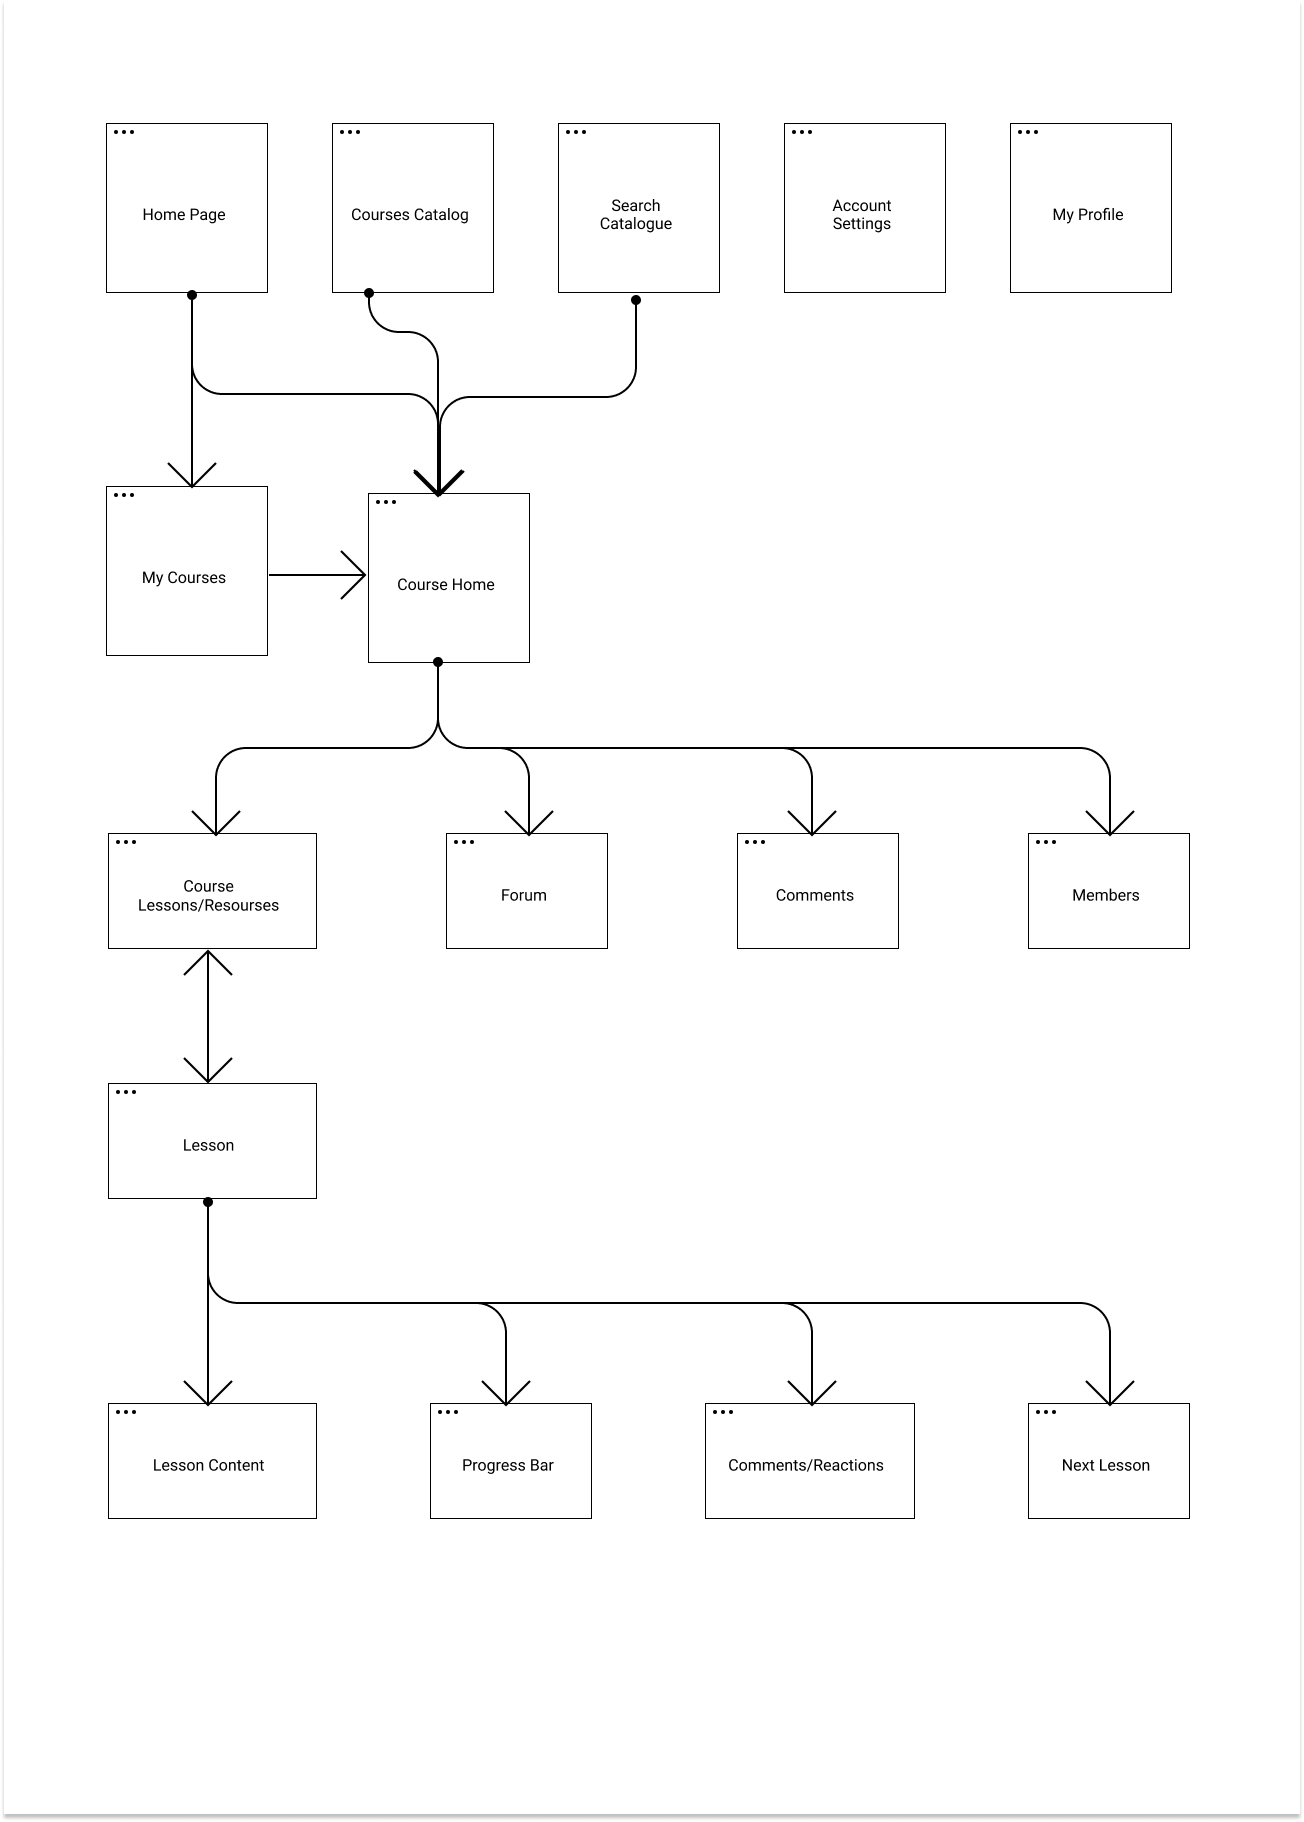 Home Page
Courses Catalog
Search
Catalogue
Account
Settings
My Profile
My Courses
Course Home
Course
Lessons/Resourses
Forum
Comments
Members
Lesson
Lesson Content
Progress Bar
Comments/Reactions
Next Lesson